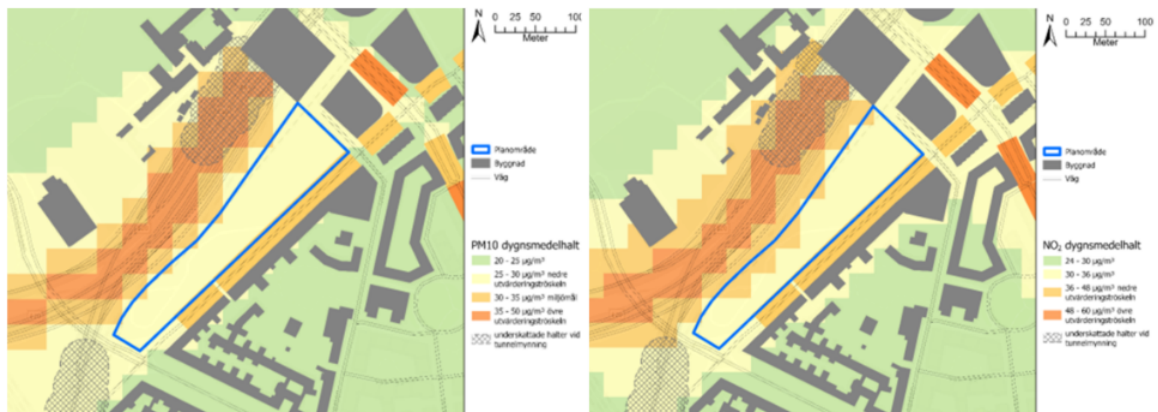 N 0 25 50 100
Meter
Planområde
Byggnad
Väg
PM10 dygnsmedelhalt
20 - 25 µg/m³
25 - 30 µg/m³ nedre
utvärderingströskeln
30 - 35 µg/m³ miljömål
35 - 50 µg/m³ övre
utvärderingströskeln
underskattade halter vid
tunnelmynning
N 0 25 50 100
Meter
Planområde
Byggnad
Väg
NO₂ dygnsmedelhalt
24 - 30 µg/m³
30 - 36 µg/m³
36 - 48 µg/m³ nedre
utvärderingströskeln
48 - 60 µg/m³ övre
utvärderingströskeln
underskattade halter vid
tunnelmynning